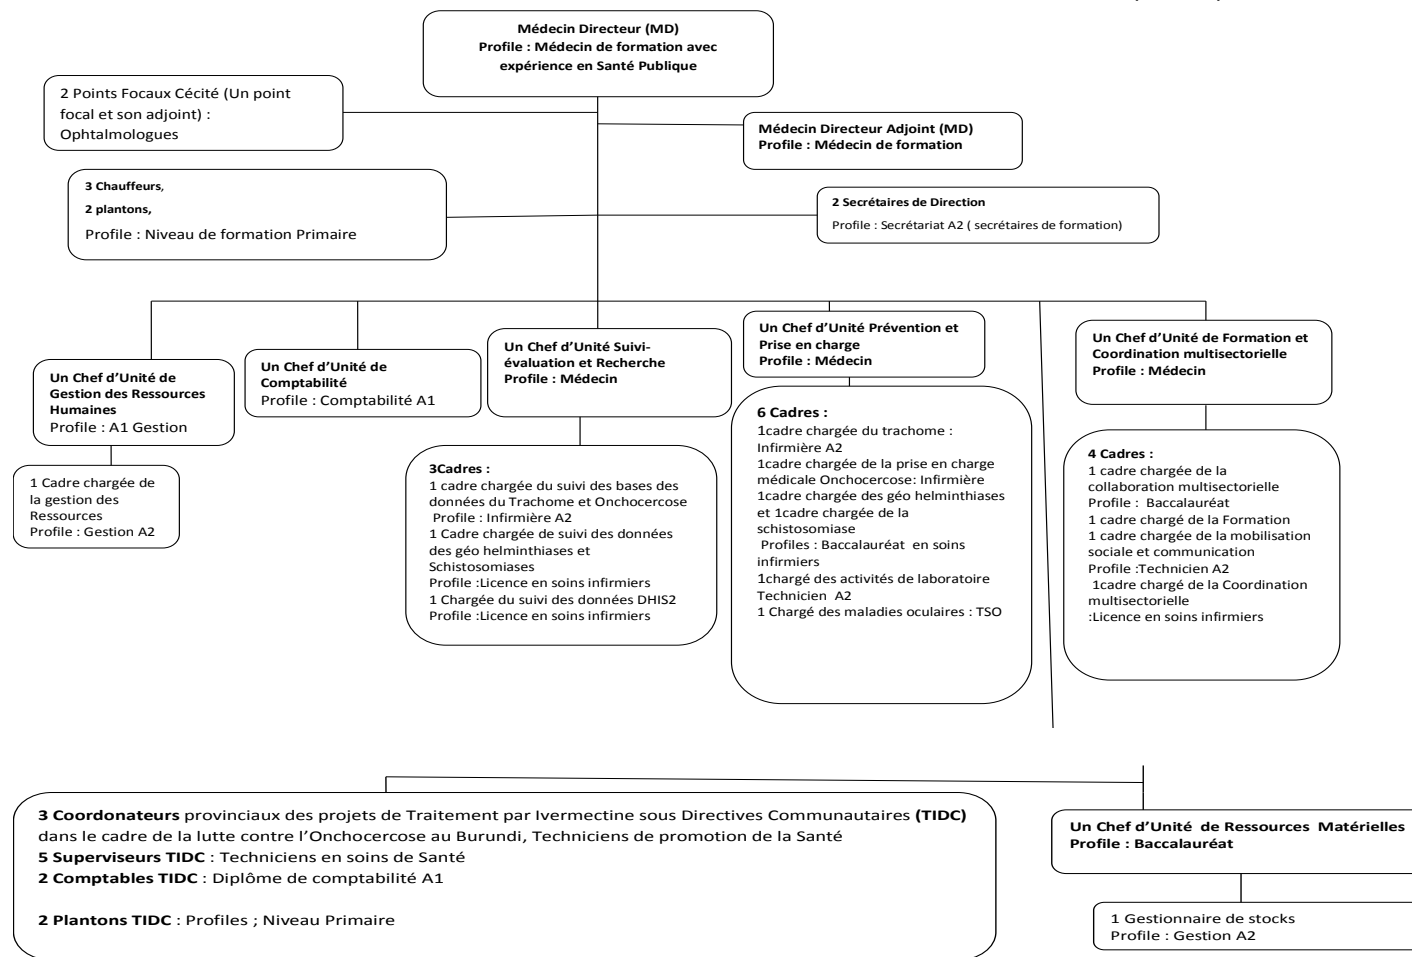 Médecin Directeur (MD)
Profile : Médecin de formation avec
expérience en Santé Publique
2 Points Focaux Cécité (Un point
focal et son adjoint) :
Ophtalmologues
Médecin Directeur Adjoint (MD)
Profile : Médecin de formation
3 Chauffeurs,
2 plantons,
Profile : Niveau de formation Primaire
2 Secrétaires de Direction
Profile : Secrétariat A2 ( secrétaires de formation)
Un Chef d’Unité de
Gestion des Ressources
Humaines
Profile : A1 Gestion
Un Chef d’Unité de
Comptabilité
Profile : Comptabilité A1
Un Chef d’Unité Suivi-
évaluation et Recherche
Profile : Médecin
Un Chef d’Unité Prévention et
Prise en charge
Profile : Médecin
Un Chef d’Unité de Formation et
Coordination multisectorielle
Profile : Médecin
1 Cadre chargée de
la gestion des
Ressources
Profile : Gestion A2
3Cadres :
1 cadre chargée du suivi des bases des
données du Trachome et Onchocercose
Profile : Infirmière A2
1 Cadre chargée de suivi des données
des géo helminthiases et
Schistosomiases
Profile :Licence en soins infirmiers
1 Chargée du suivi des données DHIS2
Profile :Licence en soins infirmiers
6 Cadres :
1cadre chargée du trachome :
Infirmière A2
1cadre chargée de la prise en charge
médicale Onchocercose: Infirmière
1cadre chargée des géo helminthiases
et 1cadre chargée de la
schistosomiase
Profiles : Baccalauréat en soins
infirmiers
1chargé des activités de laboratoire
Technicien A2
1 Chargé des maladies oculaires : TSO
4 Cadres :
1 cadre chargée de la
collaboration multisectorielle
Profile : Baccalauréat
1 cadre chargé de la Formation
1 cadre chargée de la mobilisation
sociale et communication
Profile :Technicien A2
1cadre chargé de la Coordination
multisectorielle
:Licence en soins infirmiers
3 Coordonateurs provinciaux des projets de Traitement par Ivermectine sous Directives Communautaires (TIDC)
dans le cadre de la lutte contre l’Onchocercose au Burundi, Techniciens de promotion de la Santé
5 Superviseurs TIDC : Techniciens en soins de Santé
2 Comptables TIDC : Diplôme de comptabilité A1
2 Plantons TIDC : Profiles ; Niveau Primaire
Un Chef d’Unité de Ressources Matérielles
Profile : Baccalauréat
1 Gestionnaire de stocks
Profile : Gestion A2